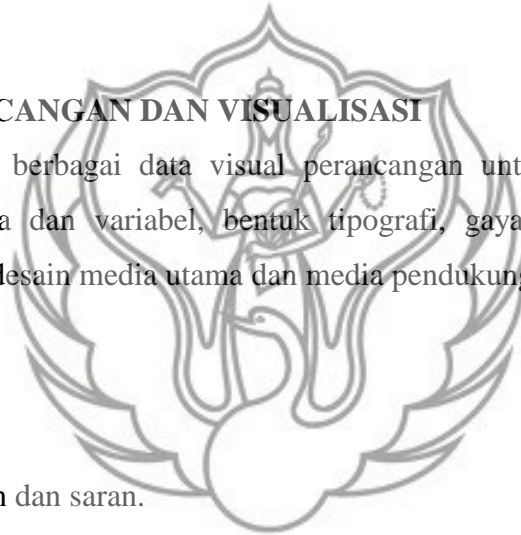 CANGAN DAN VISUALISASI
berbagai data visual perancangan unt
a dan variabel, bentuk tipografi, gaya
desain media utama dan media pendukung
n dan saran.